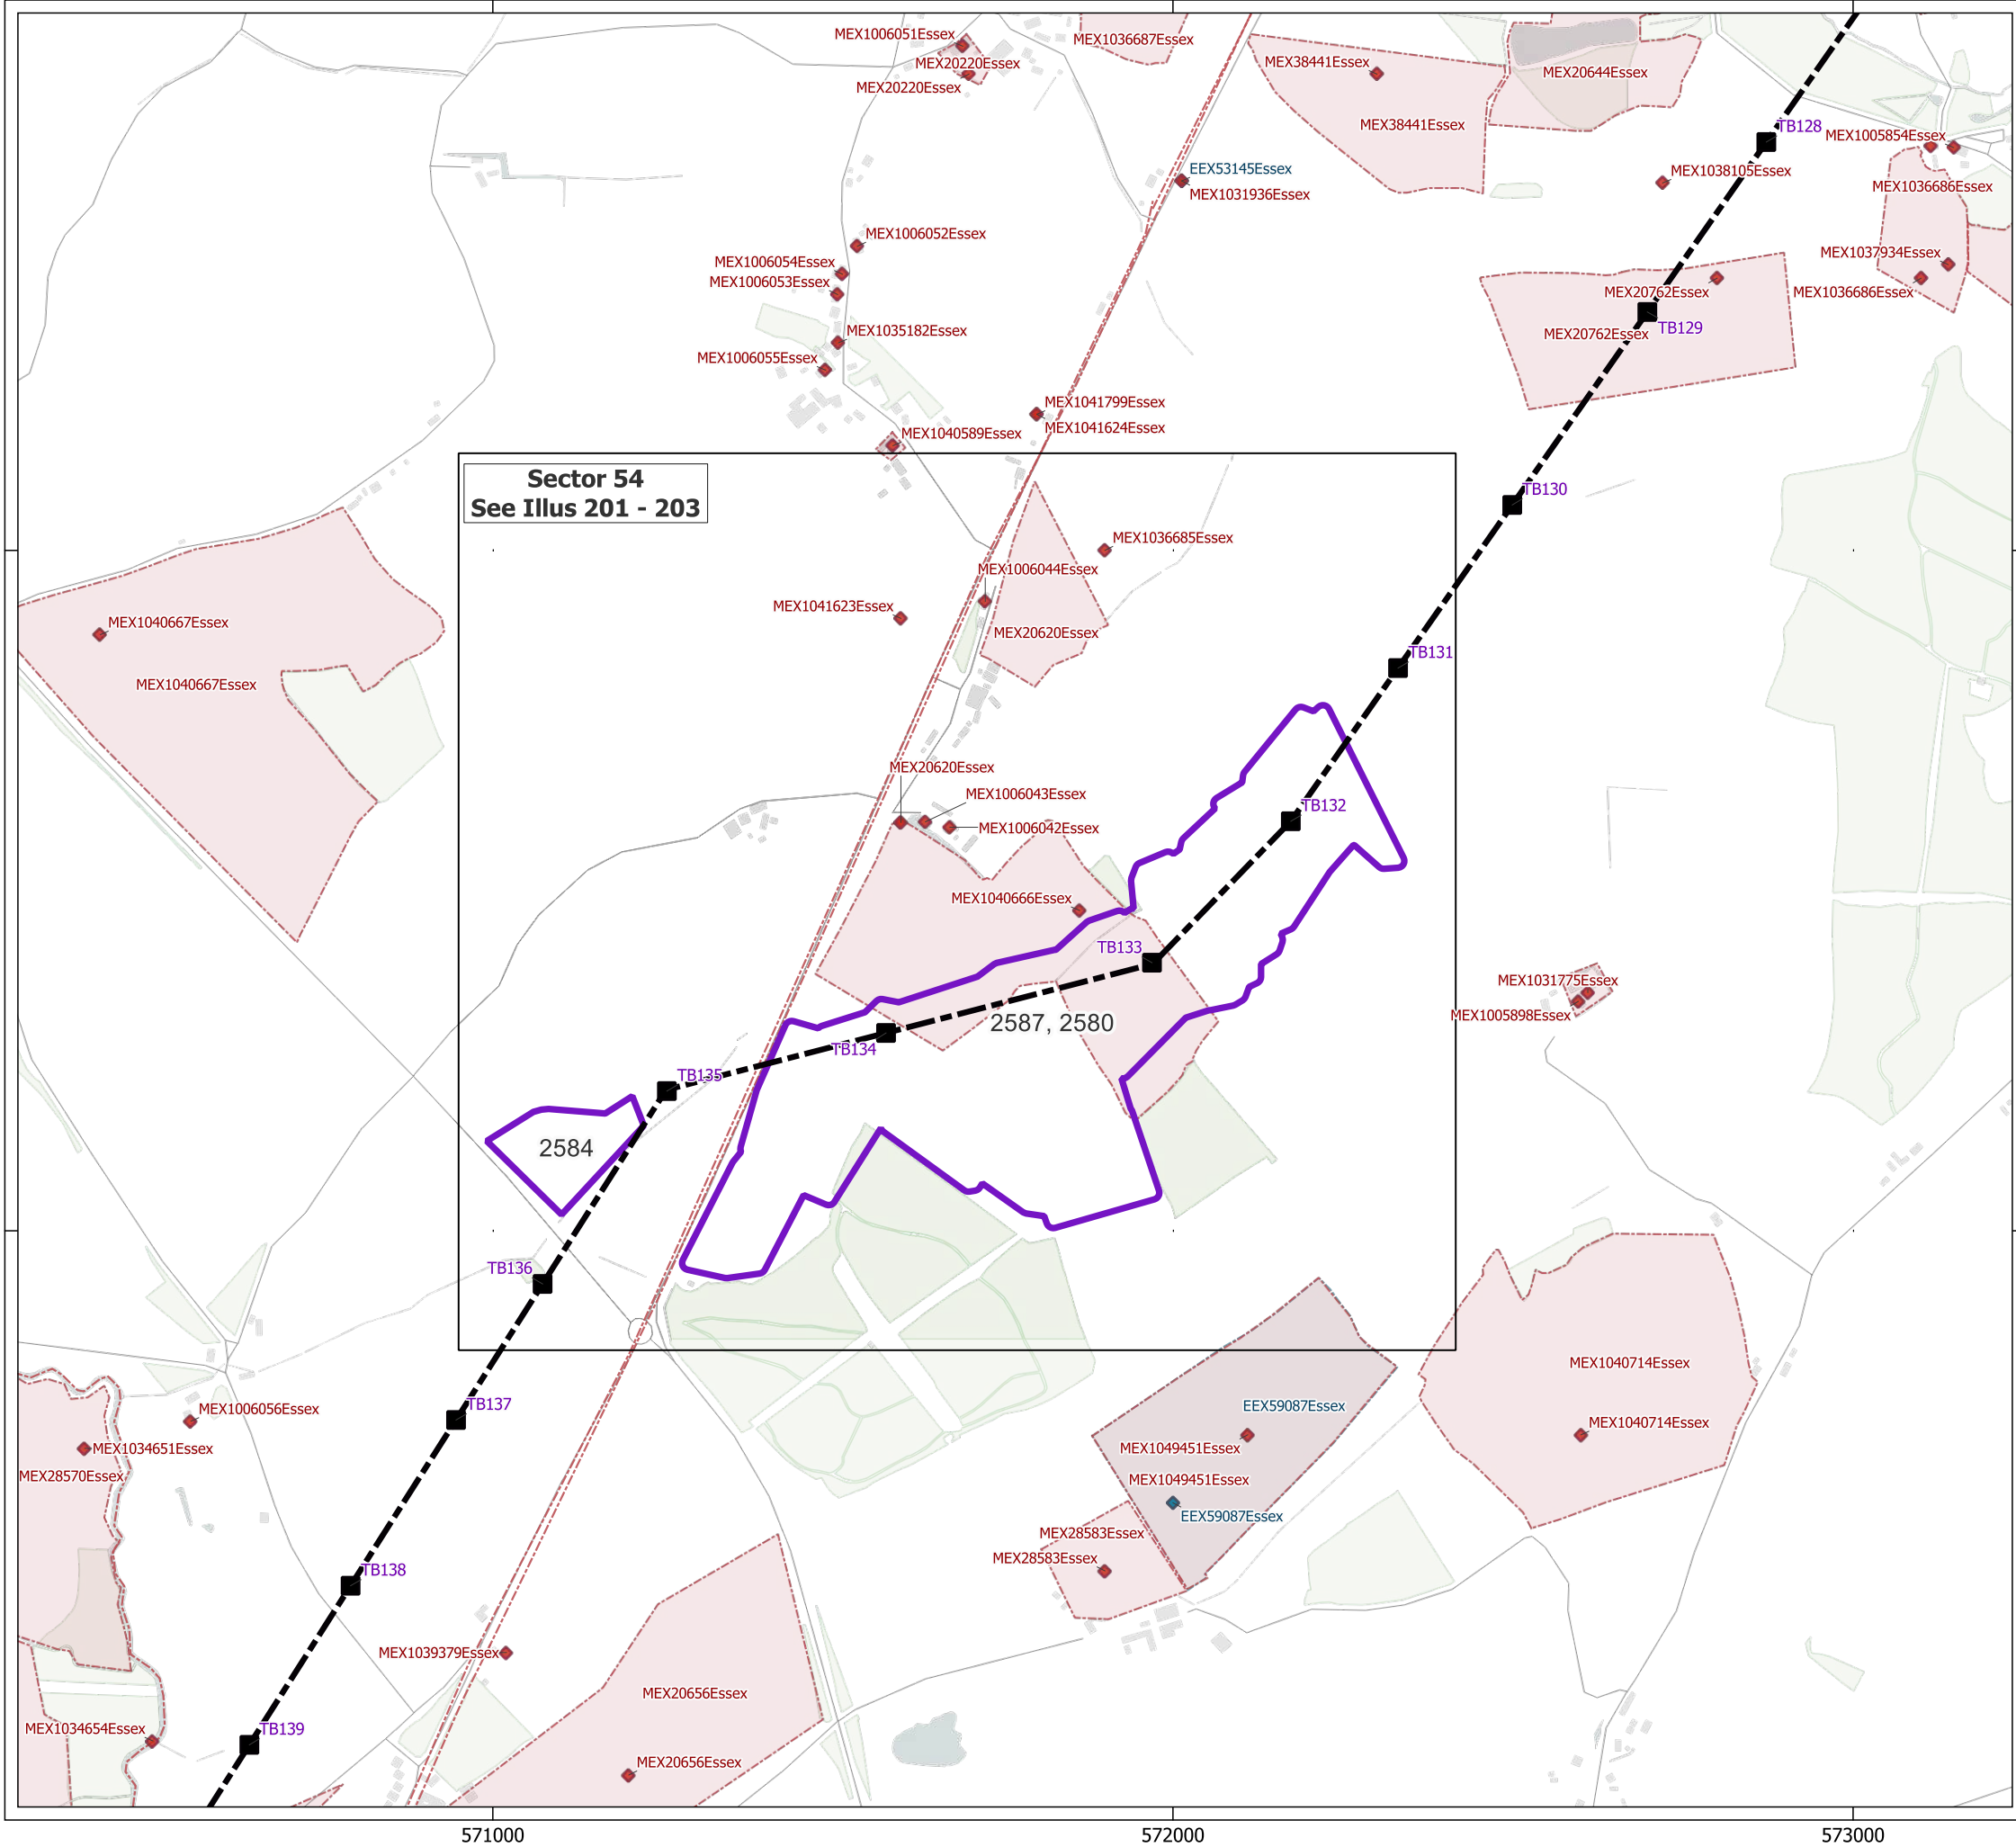 MEX1006051Essex
MEX1036687Essex
MEX20220Essex
MEX20220Essex
MEX38441Essex
MEX20644Essex
MEX38441Essex
TB128
MEX1005854Essex
EEX53145Essex
MEX1031936Essex
MEX1038105Essex
MEX1036686Essex
MEX1006052Essex
MEX1006054Essex
MEX1006053Essex
MEX1037934Essex
MEX20762Essex
MEX1036686Essex
MEX1035182Essex
TB129
MEX20762Essex
MEX1006055Essex
MEX1041799Essex
MEX1041624Essex
MEX1040589Essex
Sector 54
See Illus 201 - 203
TB130
MEX1036685Essex
MEX1006044Essex
MEX1041623Essex
MEX1040667Essex
MEX20620Essex
TB131
MEX1040667Essex
MEX20620Essex
MEX1006043Essex
TB132
MEX1006042Essex
MEX1040666Essex
TB133
MEX1031775Essex
MEX1005898Essex
2587, 2580
TB134
TB135
2584
TB136
MEX1040714Essex
TB137
MEX1006056Essex
EEX59087Essex
MEX1040714Essex
MEX1034651Essex
MEX1049451Essex
MEX28570Essex
MEX1049451Essex
EEX59087Essex
MEX28583Essex
MEX28583Essex
TB138
MEX1039379Essex
MEX20656Essex
MEX1034654Essex
TB139
MEX20656Essex
571000
572000
573000